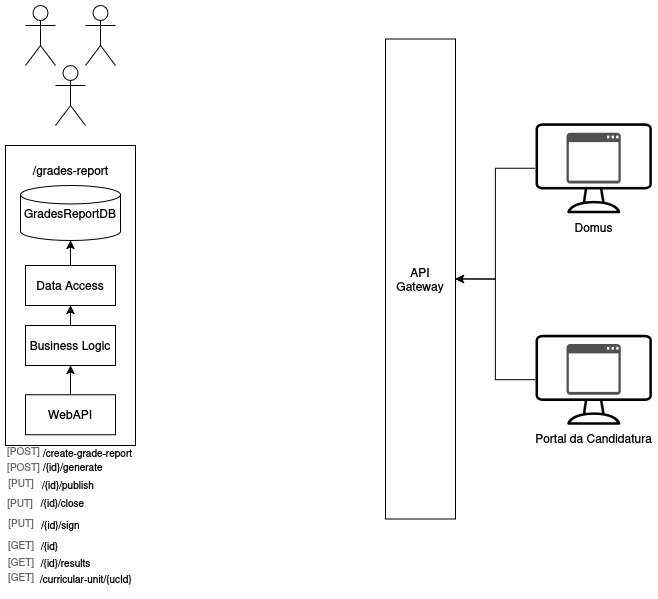 /grades-report
GradesReportDB
Data Access
Business Logic
WebAPI
[POST] /create-grade-report
[POST] /{id}/generate
[PUT] /{id}/publish
[PUT] /{id}/close
[PUT] /{id}/sign
[GET] /{id}
[GET] /{id}/results
[GET] /curricular-unit/{ucId}
API
Gateway
Domus
Portal da Candidatura